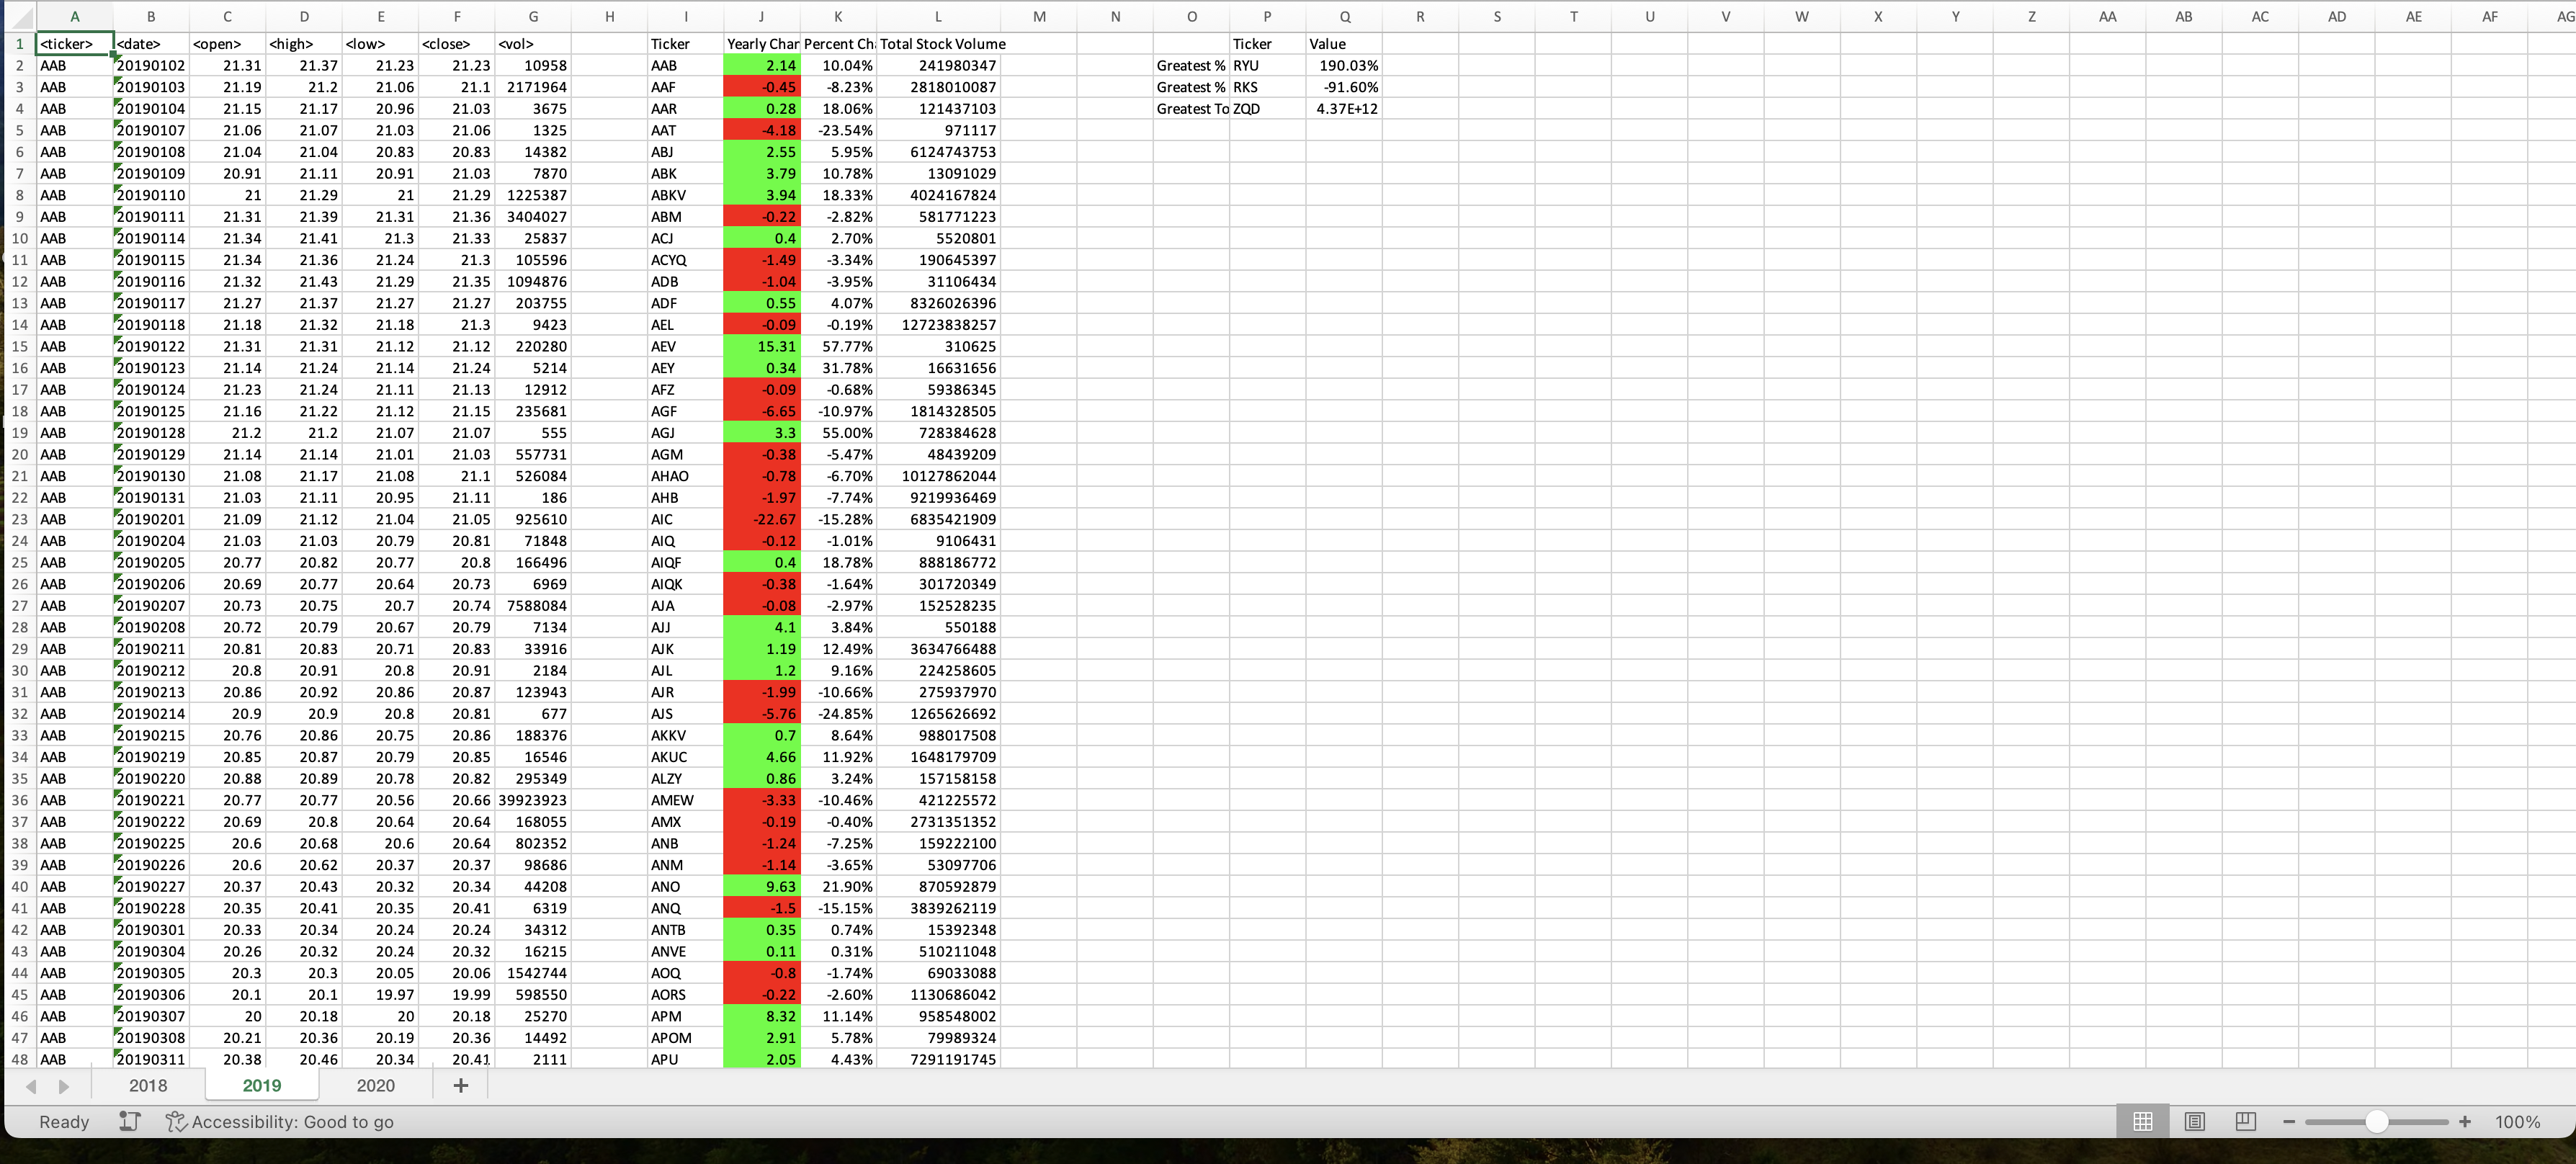 A B C D E F G H I J K L M N O P Q R S T U V W X Y Z AA AB AC AD AE AF AG
1 <ticker> <date> <open> <high> <low> <close> <vol> Ticker Yearly Char Percent Ch Total Stock Volume Ticker Value
2 AAB 20190102 21.31 21.37 21.23 21.23 10958 AAB 2.14 10.04% 241980347 Greatest % RYU 190.03%
3 AAB 20190103 21.19 21.2 21.06 21.1 2171964 AAF -0.45 -8.23% 2818010087 Greatest % RKS -91.60%
4 AAB 20190104 21.15 21.17 20.96 21.03 3675 AAR 0.28 18.06% 121437103 Greatest To ZQD 4.37E+12
5 AAB 20190107 21.06 21.07 21.03 21.06 1325 AAT -4.18 -23.54% 971117
6 AAB 20190108 21.04 21.04 20.83 20.83 14382 ABJ 2.55 5.95% 6124743753
7 AAB 20190109 20.91 21.11 20.91 21.03 7870 ABK 3.79 10.78% 13091029
8 AAB 20190110 21 21.29 21 21.29 1225387 ABKV 3.94 18.33% 4024167824
9 AAB 20190111 21.31 21.39 21.31 21.36 3404027 ABM -0.22 -2.82% 581771223
10 AAB 20190114 21.34 21.41 21.3 21.33 25837 ACJ 0.4 2.70% 5520801
11 AAB 20190115 21.34 21.36 21.24 21.3 105596 ACYQ -1.49 -3.34% 190645397
12 AAB 20190116 21.32 21.43 21.29 21.35 1094876 ADB -1.04 -3.95% 31106434
13 AAB 20190117 21.27 21.37 21.27 21.27 203755 ADF 0.55 4.07% 8326026396
14 AAB 20190118 21.18 21.32 21.18 21.3 9423 AEL -0.09 -0.19% 12723838257
15 AAB 20190122 21.31 21.31 21.12 21.12 220280 AEV 15.31 57.77% 310625
16 AAB 20190123 21.14 21.24 21.14 21.24 5214 AEY 0.34 31.78% 16631656
17 AAB 20190124 21.23 21.24 21.11 21.13 12912 AFZ -0.09 -0.68% 59386345
18 AAB 20190125 21.16 21.22 21.12 21.15 235681 AGF -6.65 -10.97% 1814328505
19 AAB 20190128 21.2 21.2 21.07 21.07 555 AGJ 3.3 55.00% 728384628
20 AAB 20190129 21.14 21.14 21.01 21.03 557731 AGM -0.38 -5.47% 48439209
21 AAB 20190130 21.08 21.17 21.08 21.1 526084 AHAO -0.78 -6.70% 10127862044
22 AAB 20190131 21.03 21.11 20.95 21.11 186 AHB -1.97 -7.74% 9219936469
23 AAB 20190201 21.09 21.12 21.04 21.05 925610 AIC -22.67 -15.28% 6835421909
24 AAB 20190204 21.03 21.03 20.79 20.81 71848 AIQ -0.12 -1.01% 9106431
25 AAB 20190205 20.77 20.82 20.77 20.8 166496 AIQF 0.4 18.78% 888186772
26 AAB 20190206 20.69 20.77 20.64 20.73 6969 AIQK -0.38 -1.64% 301720349
27 AAB 20190207 20.73 20.75 20.7 20.74 7588084 AJA -0.08 -2.97% 152528235
28 AAB 20190208 20.72 20.79 20.67 20.79 7134 AJJ 4.1 3.84% 550188
29 AAB 20190211 20.81 20.83 20.71 20.83 33916 AJK 1.19 12.49% 3634766488
30 AAB 20190212 20.8 20.91 20.8 20.91 2184 AJL 1.2 9.16% 224258605
31 AAB 20190213 20.86 20.92 20.86 20.87 123943 AJR -1.99 -10.66% 275937970
32 AAB 20190214 20.9 20.9 20.8 20.81 677 AJS -5.76 -24.85% 1265626692
33 AAB 20190215 20.76 20.86 20.75 20.86 188376 AKKV 0.7 8.64% 988017508
34 AAB 20190219 20.85 20.87 20.79 20.85 16546 AKUC 4.66 11.92% 1648179709
35 AAB 20190220 20.88 20.89 20.78 20.82 295349 ALZY 0.86 3.24% 157158158
36 AAB 20190221 20.77 20.77 20.56 20.66 39923923 AMEW -3.33 -10.46% 421225572
37 AAB 20190222 20.69 20.8 20.64 20.64 168055 AMX -0.19 -0.40% 2731351352
38 AAB 20190225 20.6 20.68 20.6 20.64 802352 ANB -1.24 -7.25% 159222100
39 AAB 20190226 20.6 20.62 20.37 20.37 98686 ANM -1.14 -3.65% 53097706
40 AAB 20190227 20.37 20.43 20.32 20.34 44208 ANO 9.63 21.90% 870592879
41 AAB 20190228 20.35 20.41 20.35 20.41 6319 ANQ -1.5 -15.15% 3839262119
42 AAB 20190301 20.33 20.34 20.24 20.24 34312 ANTB 0.35 0.74% 15392348
43 AAB 20190304 20.26 20.32 20.24 20.32 16215 ANVE 0.11 0.31% 510211048
44 AAB 20190305 20.3 20.3 20.05 20.06 1542744 AOQ -0.8 -1.74% 69033088
45 AAB 20190306 20.1 20.1 19.97 19.99 598550 AORS -0.22 -2.60% 1130686042
46 AAB 20190307 20 20.18 20 20.18 25270 APM 8.32 11.14% 958548002
47 AAB 20190308 20.21 20.36 20.19 20.36 14492 APOM 2.91 5.78% 79989324
48 AAB 20190311 20.38 20.46 20.34 20.41 2111 APU 2.05 4.43% 7291191745
2018 2019 2020 +
Ready Accessibility: Good to go 100%